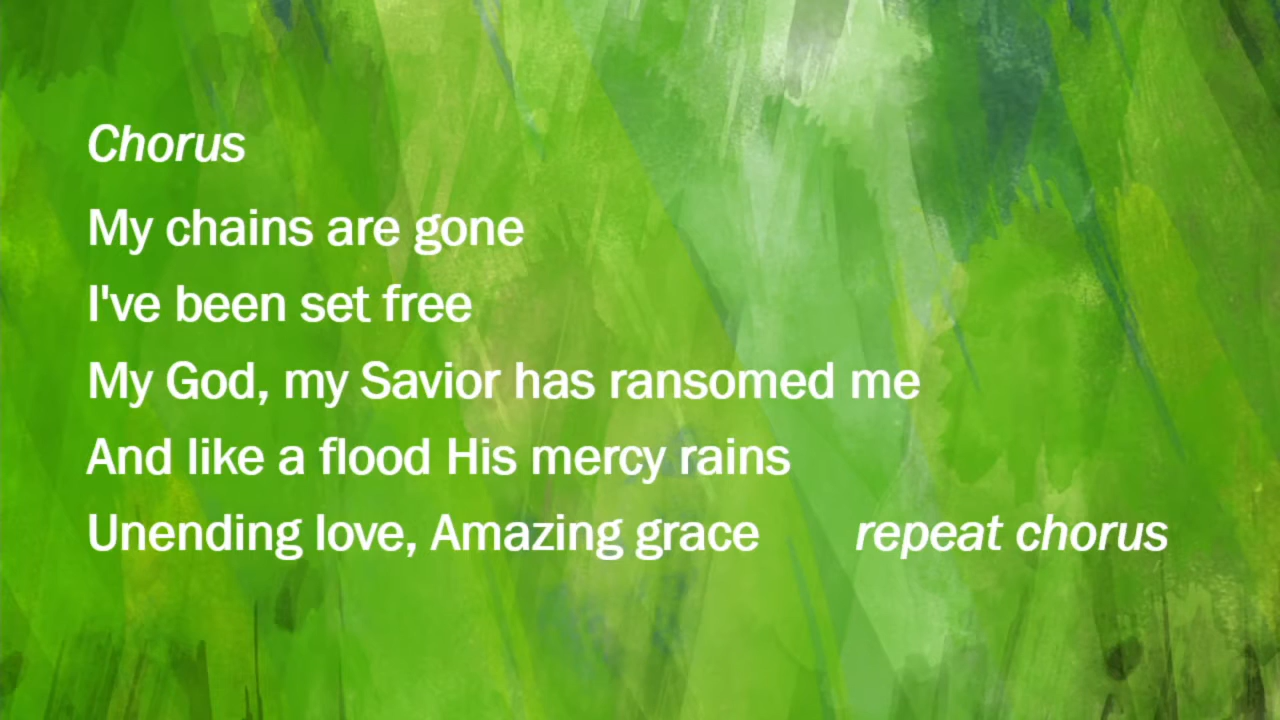 Chorus
My chains are gone
I've been set free
My God, my Savior has ransomed me
And like a flood His mercy rains
Unending love, Amazing grace repeat chorus